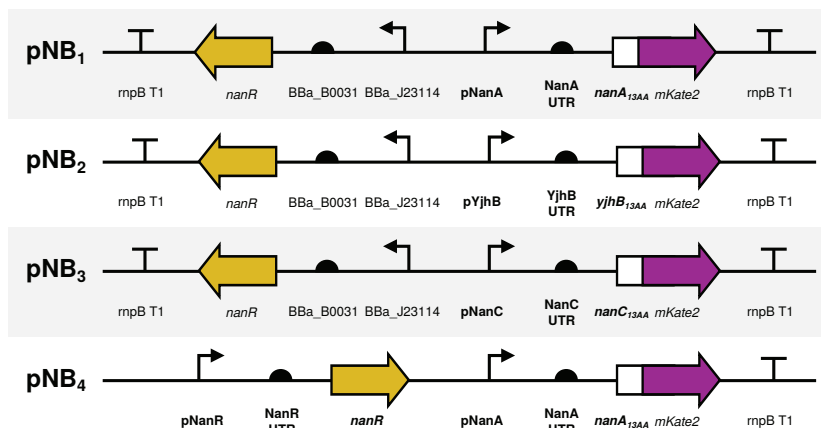 pNB1
rnpB T1 nanR BBa_B0031 BBa_J23114 pNanA NanA UTR nanA13AA mKate2 rnpB T1
pNB2
rnpB T1 nanR BBa_B0031 BBa_J23114 pYjhB YjhB UTR yjhB13AA mKate2 rnpB T1
pNB3
rnpB T1 nanR BBa_B0031 BBa_J23114 pNanC NanC UTR nanC13AA mKate2 rnpB T1
pNB4
pNanR NanR UTR nanR pNanA NanA UTR nanA13AA mKate2 rnpB T1